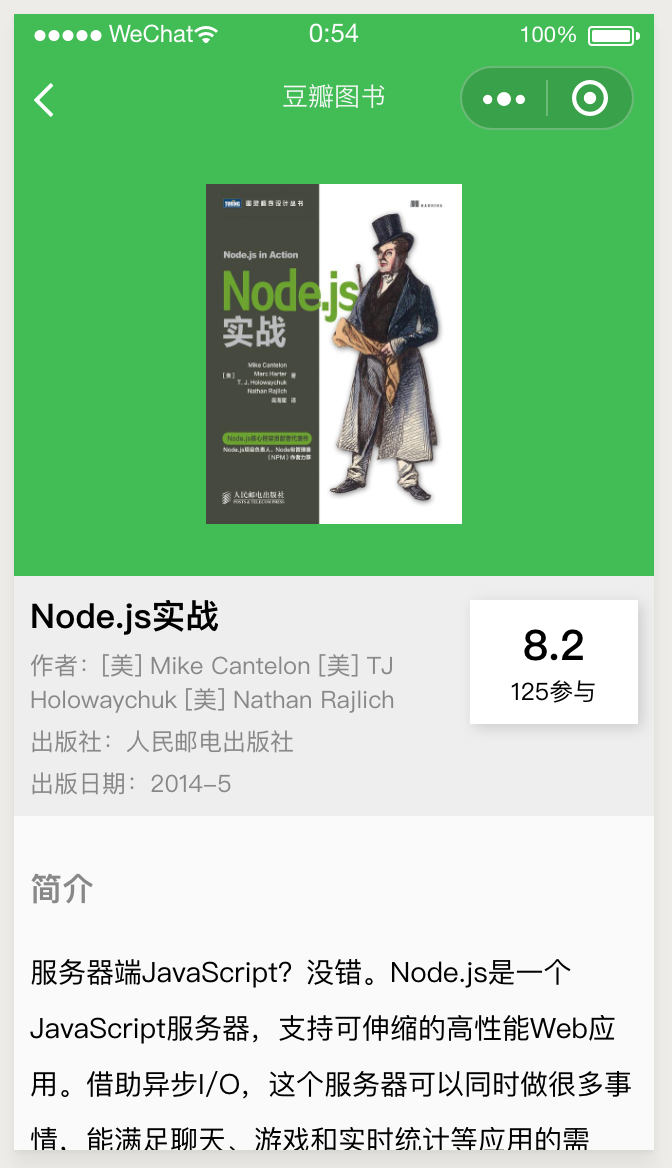 WeChat 0:54 100%
豆瓣图书
图灵程序设计丛书
Node.js in Action
Node.js
实战
Mike Cantelon
[美] Marc Harter 著
T. J. Holowaychuk
Nathan Rajlich
译
Node.js核心框架贡献者代表作
Node.js项目负责人、Node包管理器
(NPM)作者力荐
人民邮电出版社
POSTS & TELECOM PRESS
Node.js实战
8.2
125参与
作者：[美] Mike Cantelon [美] TJ
Holowaychuk [美] Nathan Rajlich
出版社：人民邮电出版社
出版日期：2014-5
简介
服务器端JavaScript？没错。Node.js是一个
JavaScript服务器，支持可伸缩的高性能Web应
用。借助异步I/O，这个服务器可以同时做很多事
情，能满足聊天、游戏和实时统计等应用的需